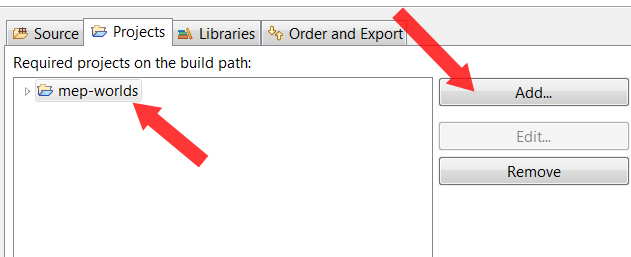 Source Projects Libraries Order and Export
Required projects on the build path:
mep-worlds
Add...
Edit...
Remove